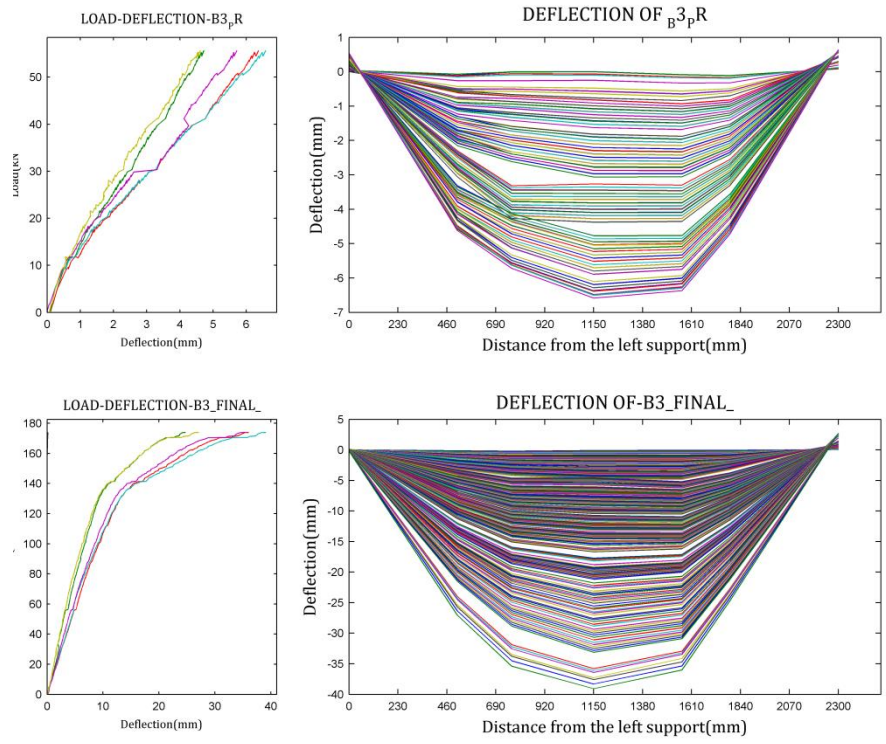 LOAD-DEFLECTION-B3ₚR
50
40
30
20
10
0
Load(KN
0 1 2 3 4 5 6
Deflection(mm)
DEFLECTION OF ᵦ3ₚR
1
0
-1
-2
-3
-4
-5
-6
-7
Deflection(mm)
0 230 460 690 920 1150 1380 1610 1840 2070 2300
Distance from the left support(mm)
LOAD-DEFLECTION-B3_FINAL_
180
160
140
120
100
80
60
40
20
0
0 10 20 30 40
Deflection(mm)
DEFLECTION OF-B3_FINAL_
5
0
-5
-10
-15
-20
-25
-30
-35
-40
Deflection(mm)
0 230 460 690 920 1150 1380 1610 1840 2070 2300
Distance from the left support(mm)